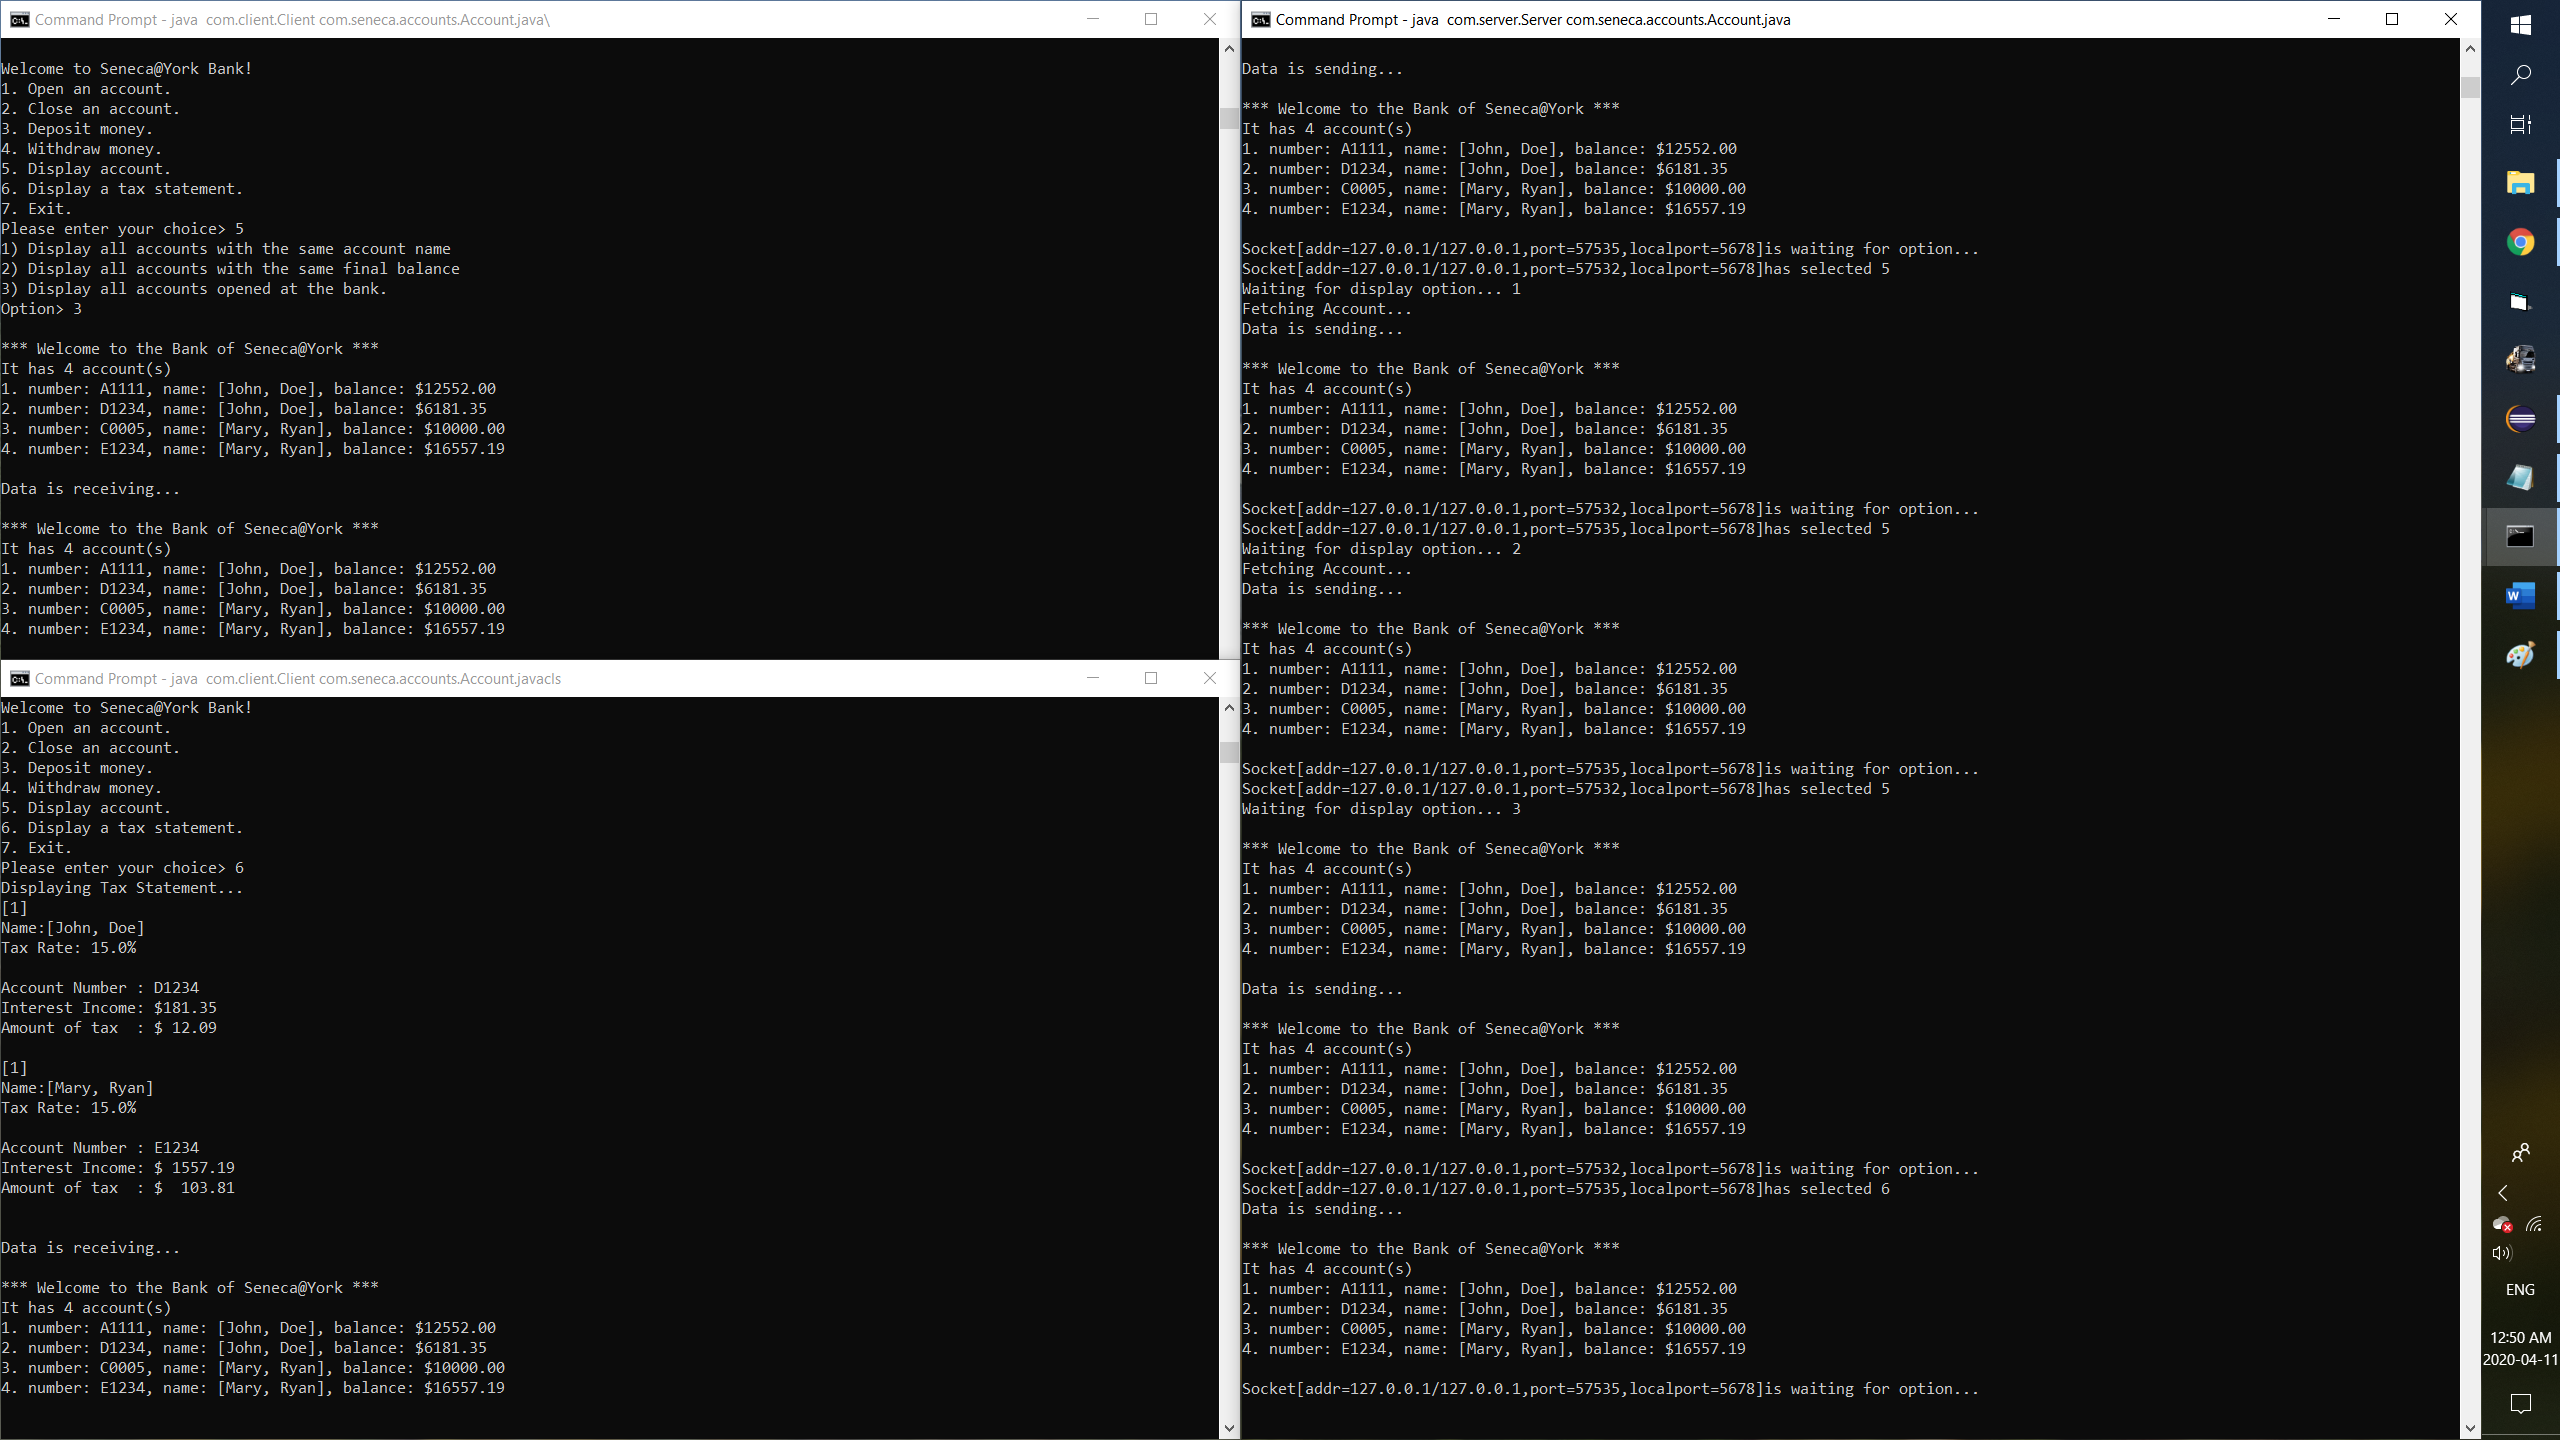 Command Prompt - java  com.client.Client com.seneca.accounts.Account.java\
Welcome to Seneca@York Bank!
1. Open an account.
2. Close an account.
3. Deposit money.
4. Withdraw money.
5. Display account.
6. Display a tax statement.
7. Exit.
Please enter your choice> 5
1) Display all accounts with the same account name
2) Display all accounts with the same final balance
3) Display all accounts opened at the bank.
Option> 3
*** Welcome to the Bank of Seneca@York ***
It has 4 account(s)
1. number: A1111, name: [John, Doe], balance: $12552.00
2. number: D1234, name: [John, Doe], balance: $6181.35
3. number: C0005, name: [Mary, Ryan], balance: $10000.00
4. number: E1234, name: [Mary, Ryan], balance: $16557.19
Data is receiving...
*** Welcome to the Bank of Seneca@York ***
It has 4 account(s)
1. number: A1111, name: [John, Doe], balance: $12552.00
2. number: D1234, name: [John, Doe], balance: $6181.35
3. number: C0005, name: [Mary, Ryan], balance: $10000.00
4. number: E1234, name: [Mary, Ryan], balance: $16557.19
Command Prompt - java  com.client.Client com.seneca.accounts.Account.javacls
Welcome to Seneca@York Bank!
1. Open an account.
2. Close an account.
3. Deposit money.
4. Withdraw money.
5. Display account.
6. Display a tax statement.
7. Exit.
Please enter your choice> 6
Displaying Tax Statement...
[1]
Name:[John, Doe]
Tax Rate: 15.0%
Account Number : D1234
Interest Income: $181.35
Amount of tax  : $ 12.09
[1]
Name:[Mary, Ryan]
Tax Rate: 15.0%
Account Number : E1234
Interest Income: $ 1557.19
Amount of tax  : $  103.81
Data is receiving...
*** Welcome to the Bank of Seneca@York ***
It has 4 account(s)
1. number: A1111, name: [John, Doe], balance: $12552.00
2. number: D1234, name: [John, Doe], balance: $6181.35
3. number: C0005, name: [Mary, Ryan], balance: $10000.00
4. number: E1234, name: [Mary, Ryan], balance: $16557.19
Command Prompt - java  com.server.Server com.seneca.accounts.Account.java
Data is sending...
*** Welcome to the Bank of Seneca@York ***
It has 4 account(s)
1. number: A1111, name: [John, Doe], balance: $12552.00
2. number: D1234, name: [John, Doe], balance: $6181.35
3. number: C0005, name: [Mary, Ryan], balance: $10000.00
4. number: E1234, name: [Mary, Ryan], balance: $16557.19
Socket[addr=127.0.0.1/127.0.0.1,port=57535,localport=5678]is waiting for option...
Socket[addr=127.0.0.1/127.0.0.1,port=57532,localport=5678]has selected 5
Waiting for display option... 1
Fetching Account...
Data is sending...
*** Welcome to the Bank of Seneca@York ***
It has 4 account(s)
1. number: A1111, name: [John, Doe], balance: $12552.00
2. number: D1234, name: [John, Doe], balance: $6181.35
3. number: C0005, name: [Mary, Ryan], balance: $10000.00
4. number: E1234, name: [Mary, Ryan], balance: $16557.19
Socket[addr=127.0.0.1/127.0.0.1,port=57532,localport=5678]is waiting for option...
Socket[addr=127.0.0.1/127.0.0.1,port=57535,localport=5678]has selected 5
Waiting for display option... 2
Fetching Account...
Data is sending...
*** Welcome to the Bank of Seneca@York ***
It has 4 account(s)
1. number: A1111, name: [John, Doe], balance: $12552.00
2. number: D1234, name: [John, Doe], balance: $6181.35
3. number: C0005, name: [Mary, Ryan], balance: $10000.00
4. number: E1234, name: [Mary, Ryan], balance: $16557.19
Socket[addr=127.0.0.1/127.0.0.1,port=57535,localport=5678]is waiting for option...
Socket[addr=127.0.0.1/127.0.0.1,port=57532,localport=5678]has selected 5
Waiting for display option... 3
*** Welcome to the Bank of Seneca@York ***
It has 4 account(s)
1. number: A1111, name: [John, Doe], balance: $12552.00
2. number: D1234, name: [John, Doe], balance: $6181.35
3. number: C0005, name: [Mary, Ryan], balance: $10000.00
4. number: E1234, name: [Mary, Ryan], balance: $16557.19
Data is sending...
*** Welcome to the Bank of Seneca@York ***
It has 4 account(s)
1. number: A1111, name: [John, Doe], balance: $12552.00
2. number: D1234, name: [John, Doe], balance: $6181.35
3. number: C0005, name: [Mary, Ryan], balance: $10000.00
4. number: E1234, name: [Mary, Ryan], balance: $16557.19
Socket[addr=127.0.0.1/127.0.0.1,port=57532,localport=5678]is waiting for option...
Socket[addr=127.0.0.1/127.0.0.1,port=57535,localport=5678]has selected 6
Data is sending...
*** Welcome to the Bank of Seneca@York ***
It has 4 account(s)
1. number: A1111, name: [John, Doe], balance: $12552.00
2. number: D1234, name: [John, Doe], balance: $6181.35
3. number: C0005, name: [Mary, Ryan], balance: $10000.00
4. number: E1234, name: [Mary, Ryan], balance: $16557.19
Socket[addr=127.0.0.1/127.0.0.1,port=57535,localport=5678]is waiting for option...
ENG
12:50 AM
2020-04-11